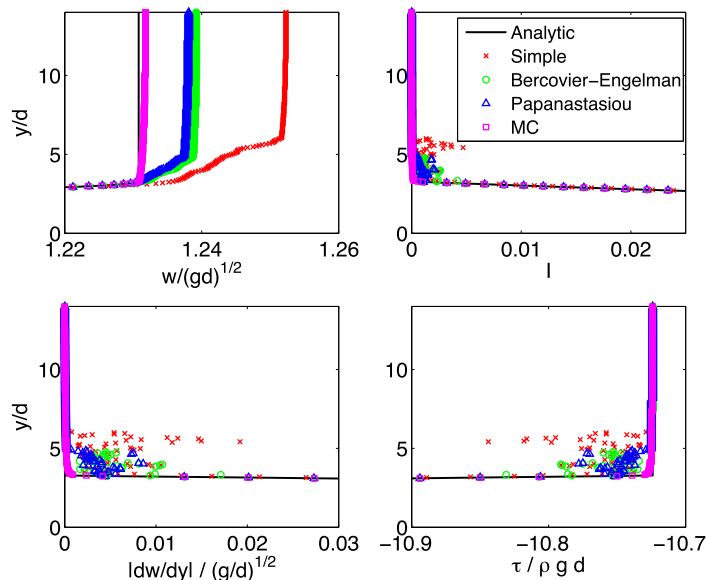 y/d
10
5
0
1.22
1.24
1.26
w/(gd)^1/2
Analytic
Simple
Bercovier−Engelman
Papanastasiou
MC
y/d
10
5
0
0
0.01
0.02
I
y/d
10
5
0
0
0.01
0.02
0.03
|dw/dy| / (g/d)^1/2
y/d
10
5
0
−10.9
−10.8
−10.7
τ / ρ g d